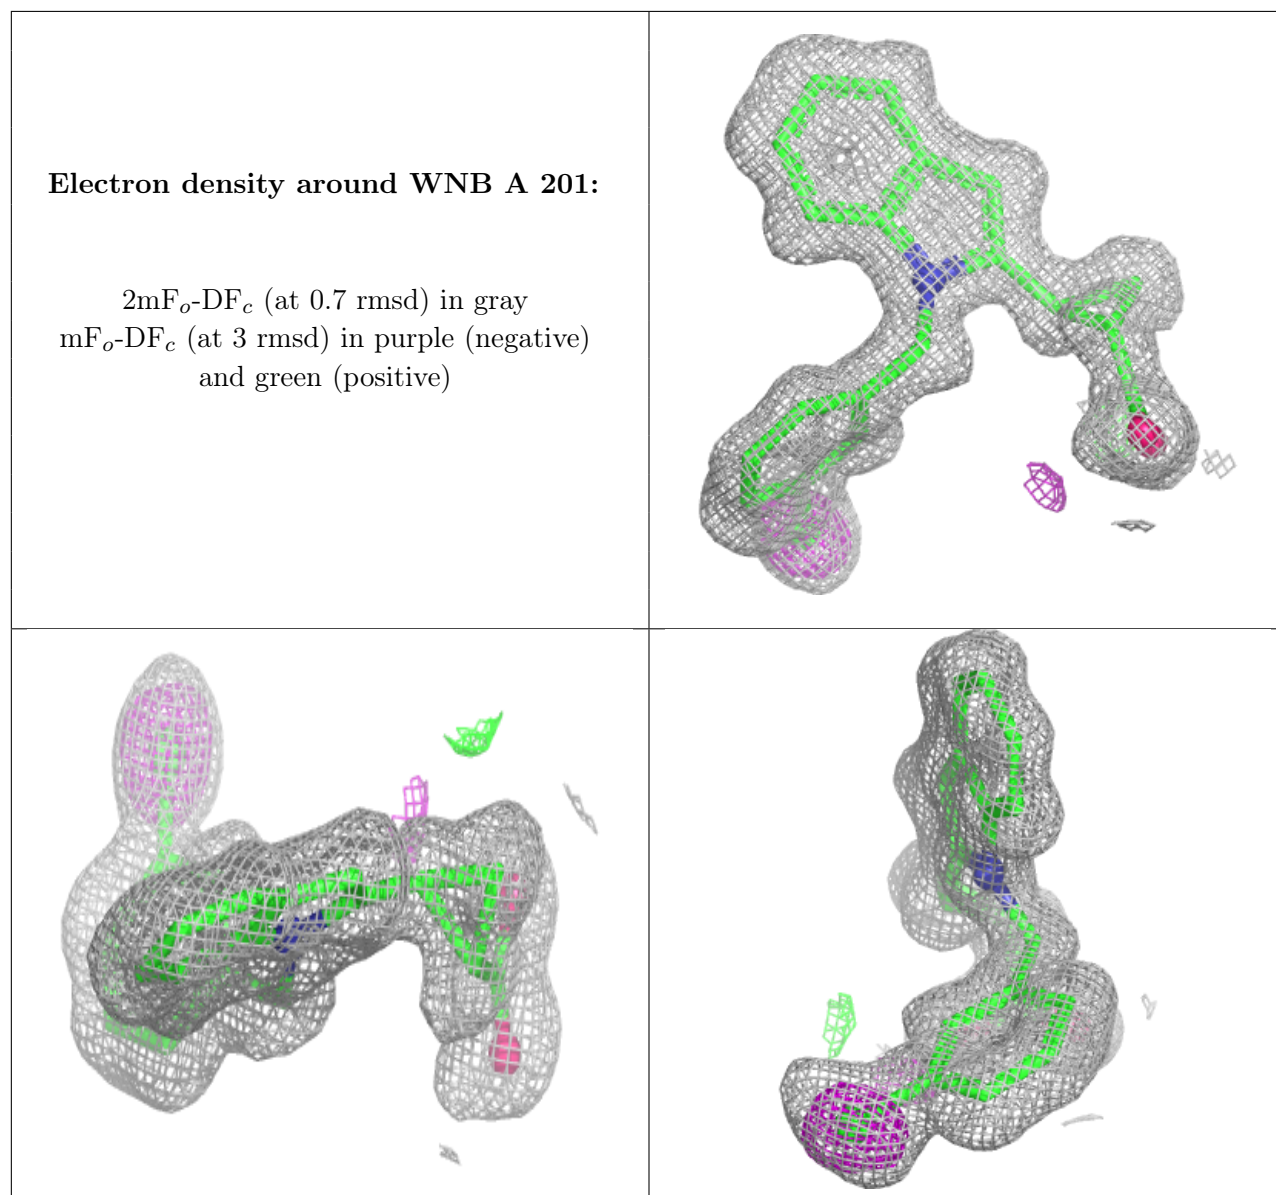 Electron density around WNB A 201:
2mFo-DFc (at 0.7 rmsd) in gray
mFo-DFc (at 3 rmsd) in purple (negative)
and green (positive)